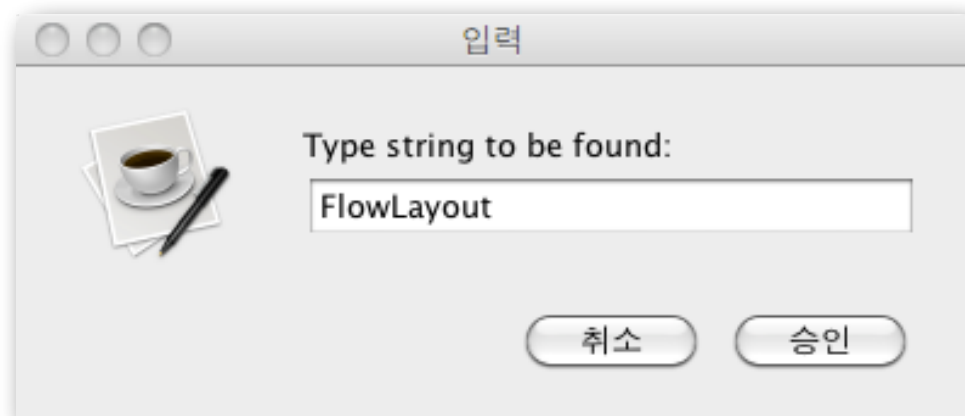 입력
Type string to be found:
FlowLayout
취소 승인